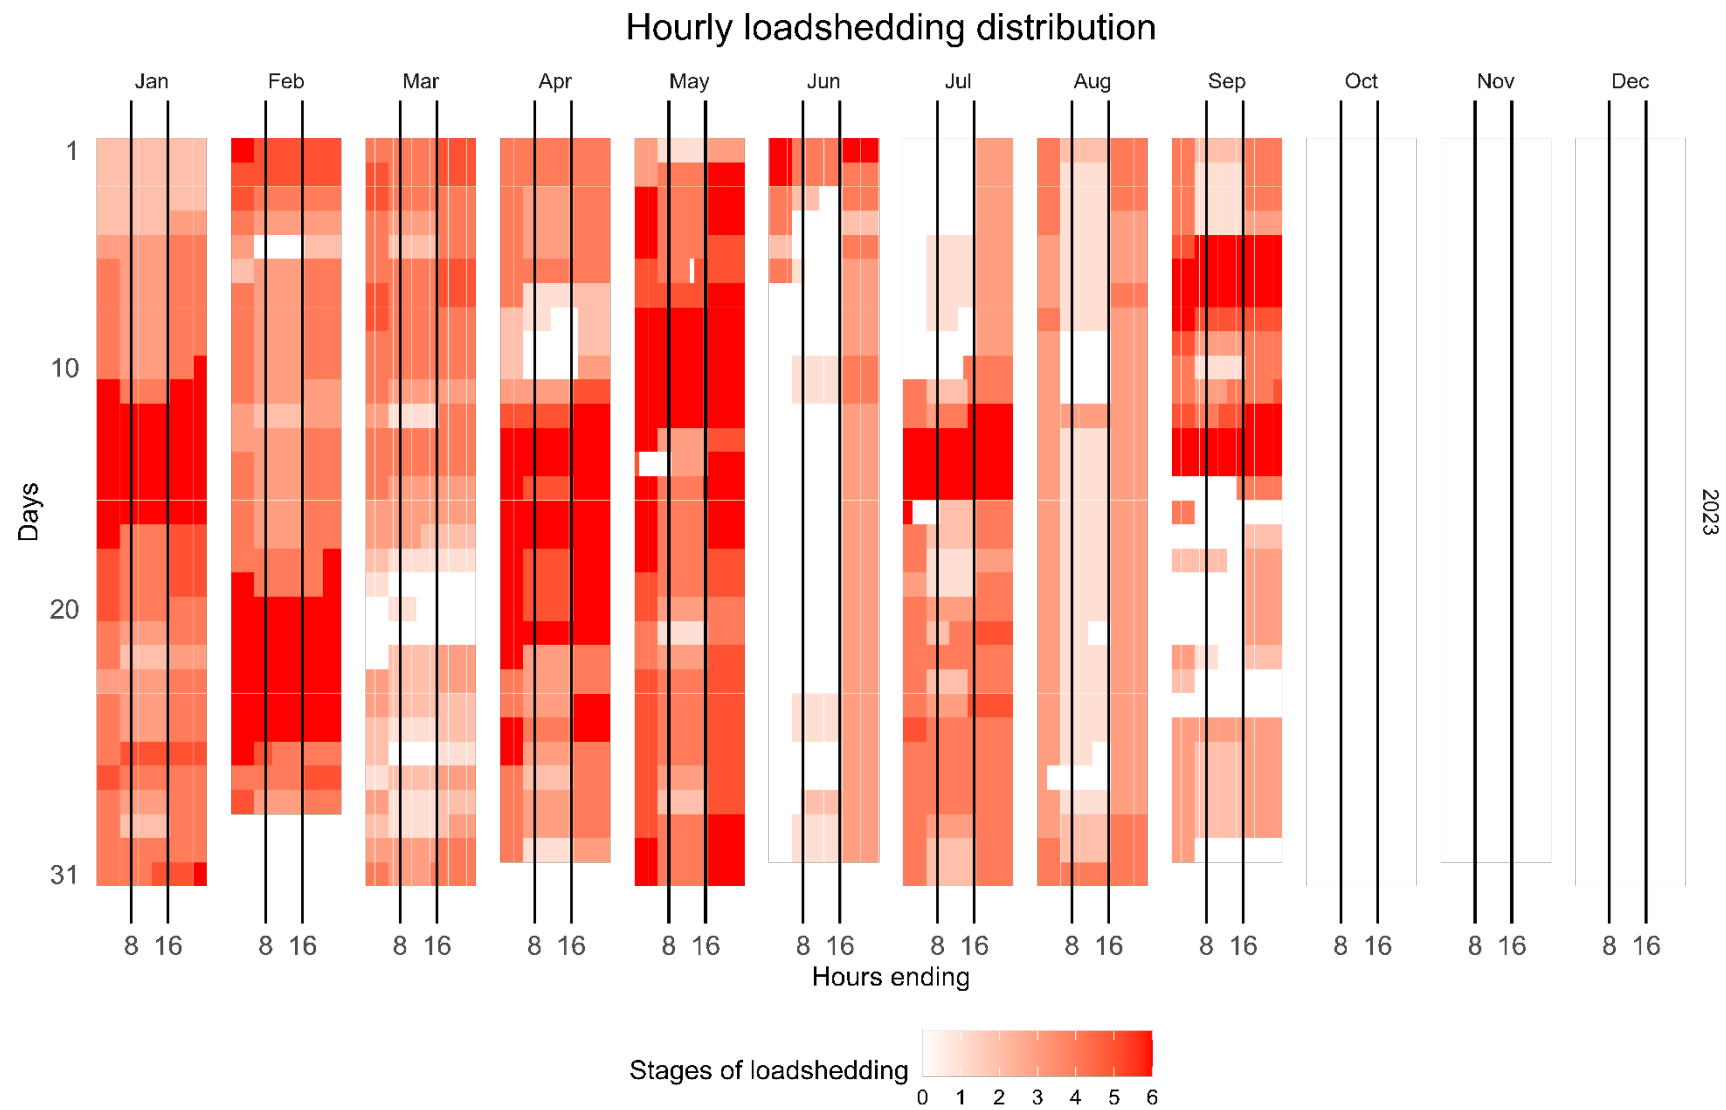 Hourly loadshedding distribution
Jan Feb Mar Apr May Jun Jul Aug Sep Oct Nov Dec
1
10
20
31
Days
2023
8 16 8 16 8 16 8 16 8 16 8 16 8 16 8 16 8 16 8 16 8 16 8 16
Hours ending
Stages of loadshedding
0 1 2 3 4 5 6